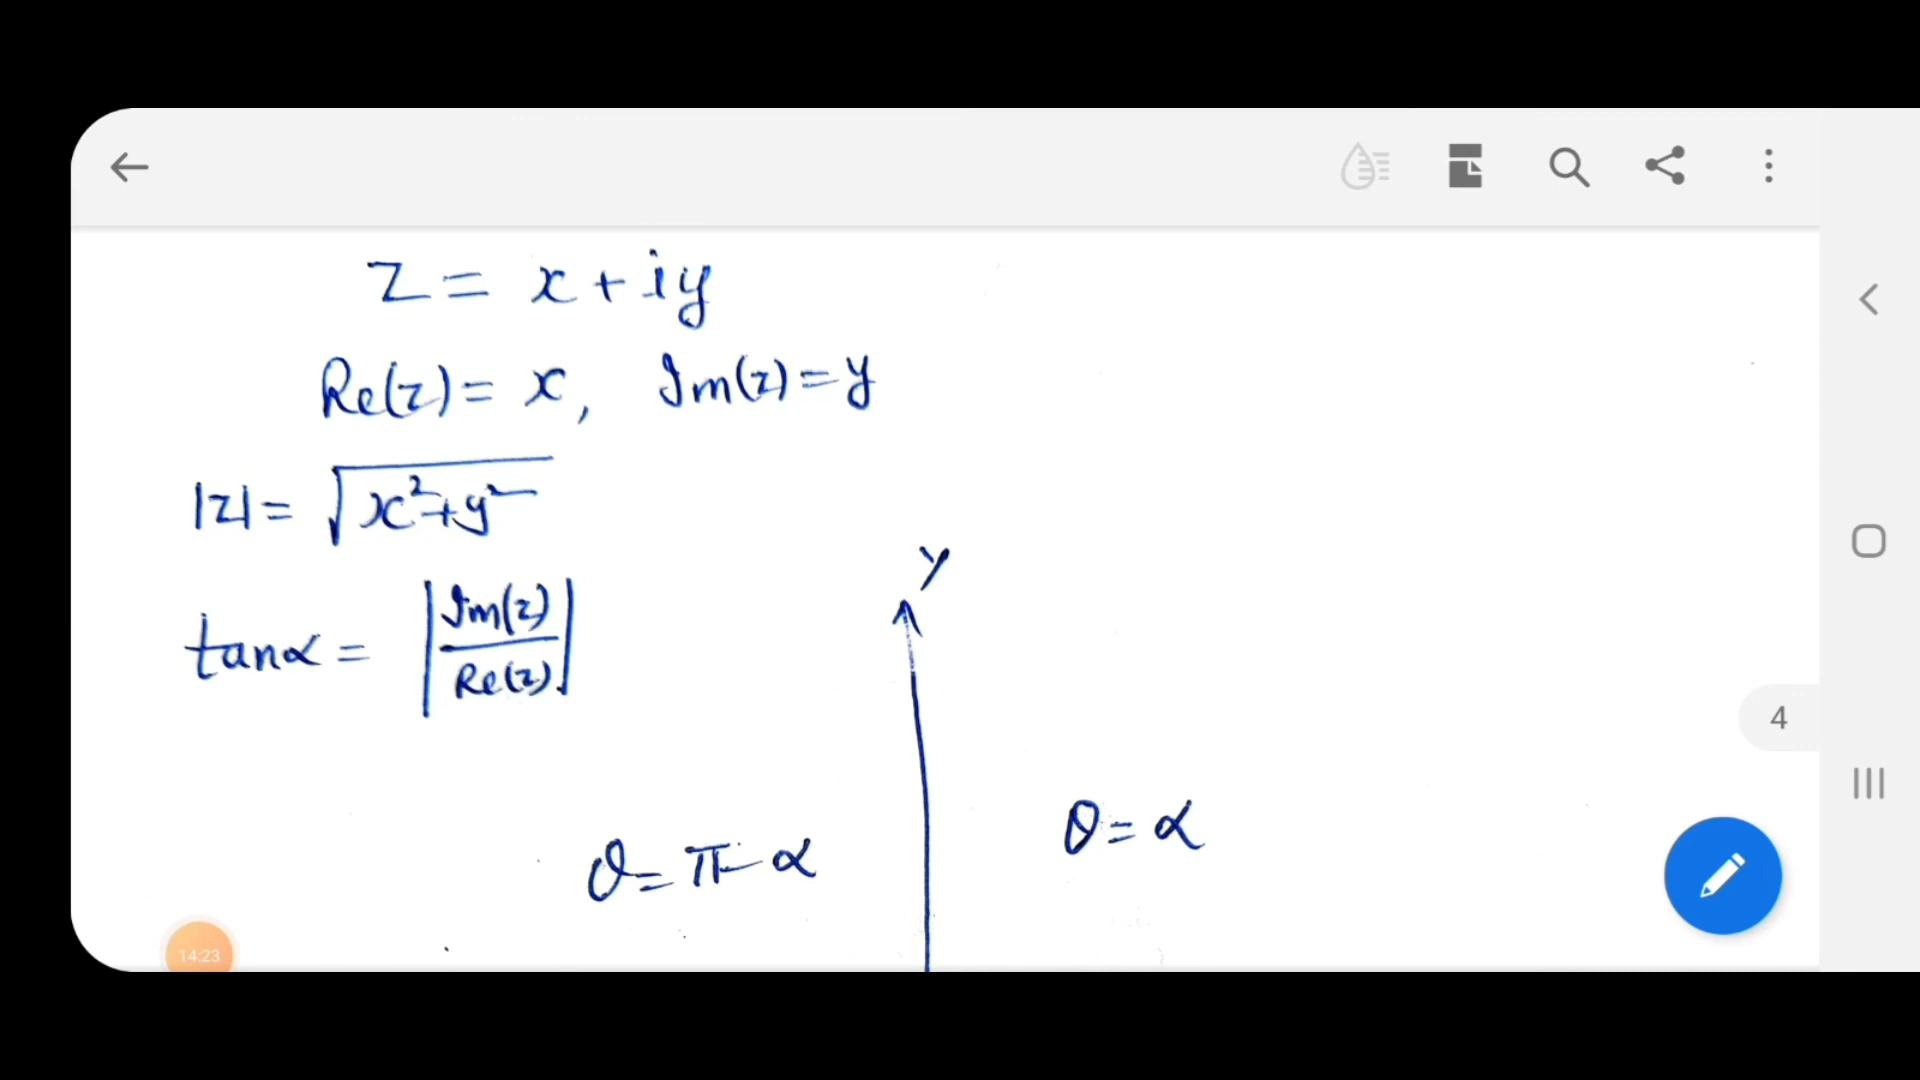 z = x + iy
Re(z) = x, Im(z) = y
|z| = √(x²+y²)
tanα = |Im(z)/Re(z)|
y
4
θ = π - α
θ = α
14:23